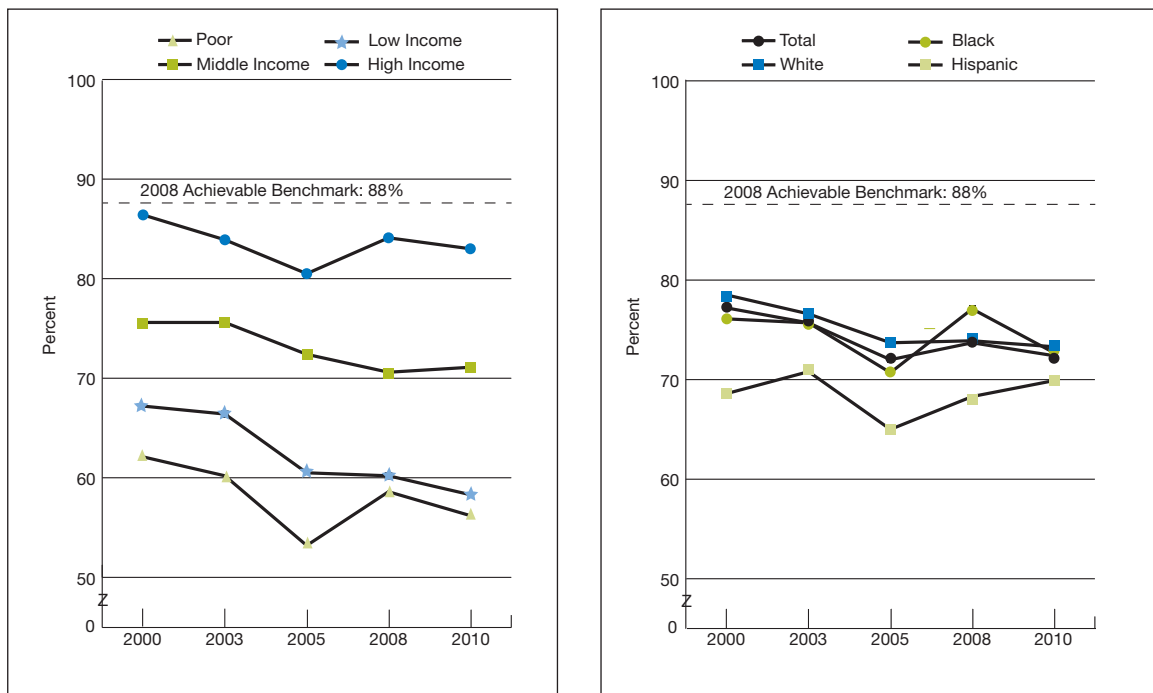 Poor
Low Income
Middle Income
High Income
100
90
80
70
60
50
Z
0
Percent
2008 Achievable Benchmark: 88%
2000 2003 2005 2008 2010
Total
Black
White
Hispanic
100
90
80
70
60
50
Z
0
Percent
2008 Achievable Benchmark: 88%
2000 2003 2005 2008 2010